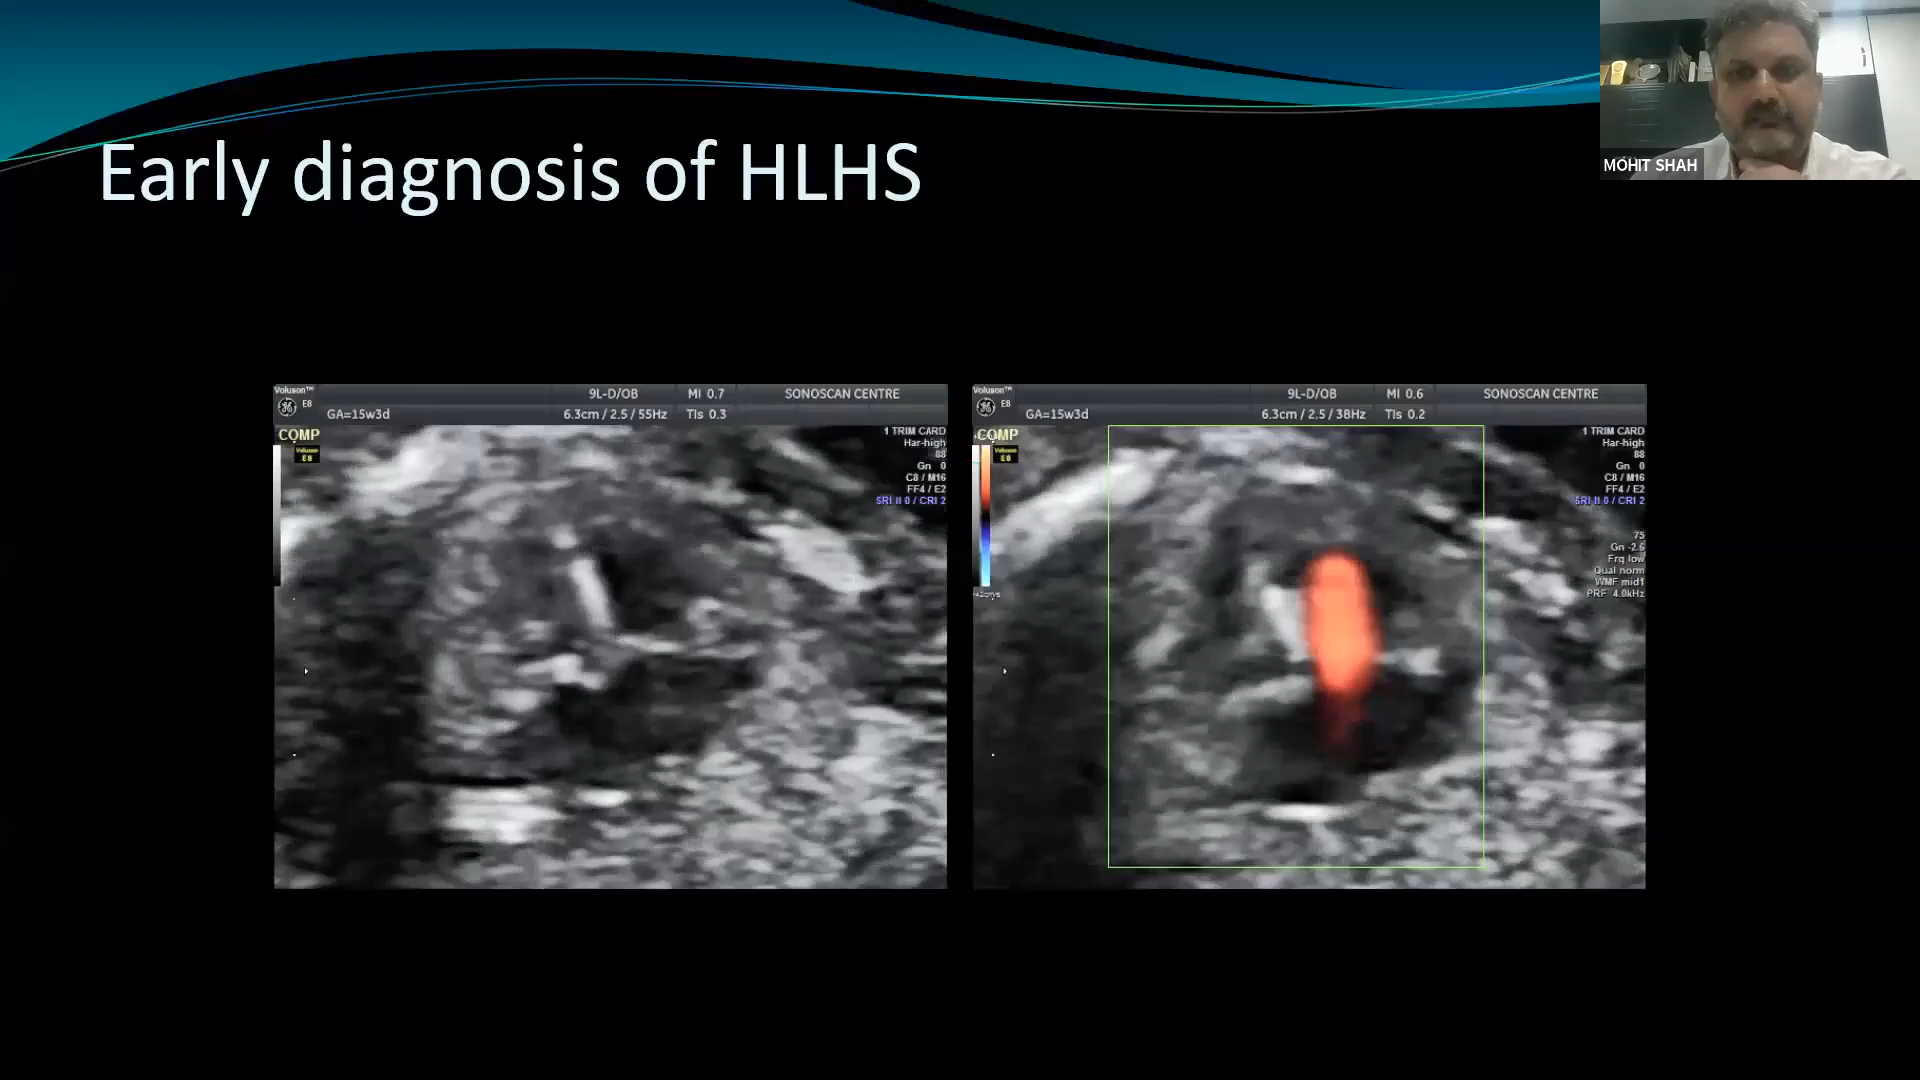 Early diagnosis of HLHS
MOHIT SHAH
Voluson™
E8
9L-D/OB
MI 0.7
SONOSCAN CENTRE
GA=15w3d
6.3cm / 2.5 / 55Hz
TIs 0.3
COMP
Voluson
E8
1 TRIM CARD
Har-high
88
Gn 0
C8 / M16
FF4 / E2
SRI II 0 / CRI 2
Voluson™
E8
9L-D/OB
MI 0.6
SONOSCAN CENTRE
GA=15w3d
6.3cm / 2.5 / 38Hz
TIs 0.2
COMP
Voluson
E8
1 TRIM CARD
Har-high
88
Gn 0
C8 / M16
FF4 / E2
SRI II 0 / CRI 2
75
Gn -2.6
Frq low
Qual norm
WMF mid1
PRF 4.0kHz